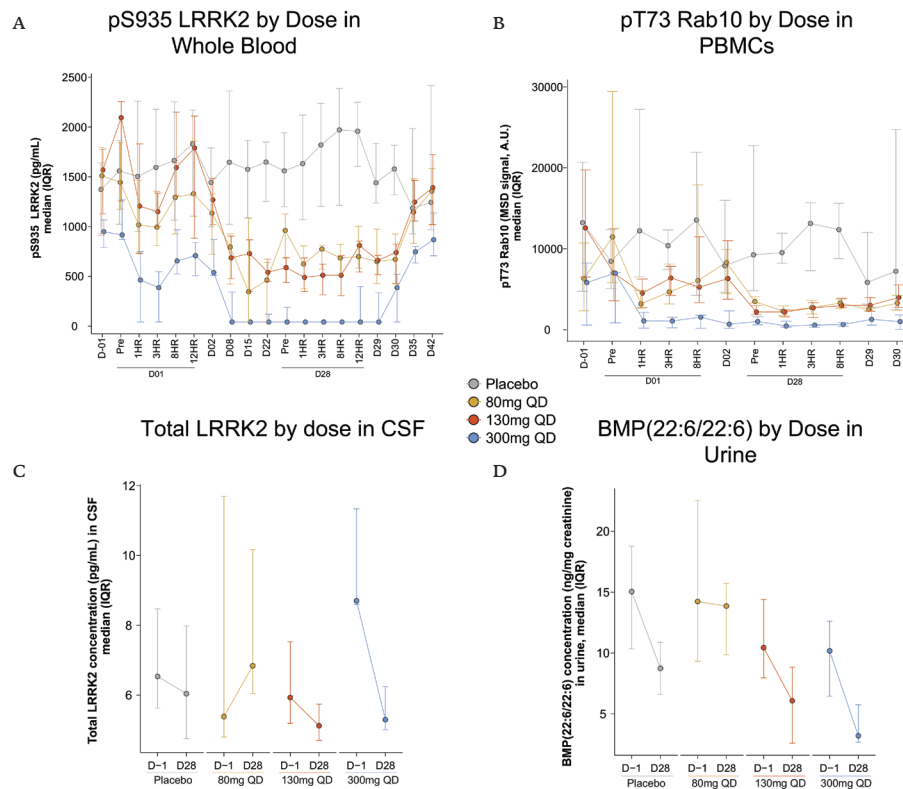 A
pS935 LRRK2 by Dose in
Whole Blood
pS935 LRRK2 (pg/mL)
median (IQR)
2500
2000
1500
1000
500
0
D-01
Pre
1HR
3HR
8HR
12HR
D02
D08
D15
D22
Pre
1HR
3HR
8HR
12HR
D29
D30
D35
D42
D01
D28
B
pT73 Rab10 by Dose in
PBMCs
pT73 Rab10 (MSD signal, A.U.)
median (IQR)
30000
20000
10000
0
D-01
Pre
1HR
3HR
8HR
D02
Pre
1HR
3HR
8HR
D29
D30
D01
D28
Placebo
80mg QD
130mg QD
300mg QD
C
Total LRRK2 by dose in CSF
Total LRRK2 concentration (pg/mL) in CSF
median (IQR)
12
10
8
6
D−1 D28
D−1 D28
D−1 D28
D−1 D28
Placebo
80mg QD
130mg QD
300mg QD
D
BMP(22:6/22:6) by Dose in
Urine
BMP(22:6/22:6) concentration (ng/mg creatinine)
in urine, median (IQR)
20
15
10
5
D−1 D28
D−1 D28
D−1 D28
D−1 D28
Placebo
80mg QD
130mg QD
300mg QD